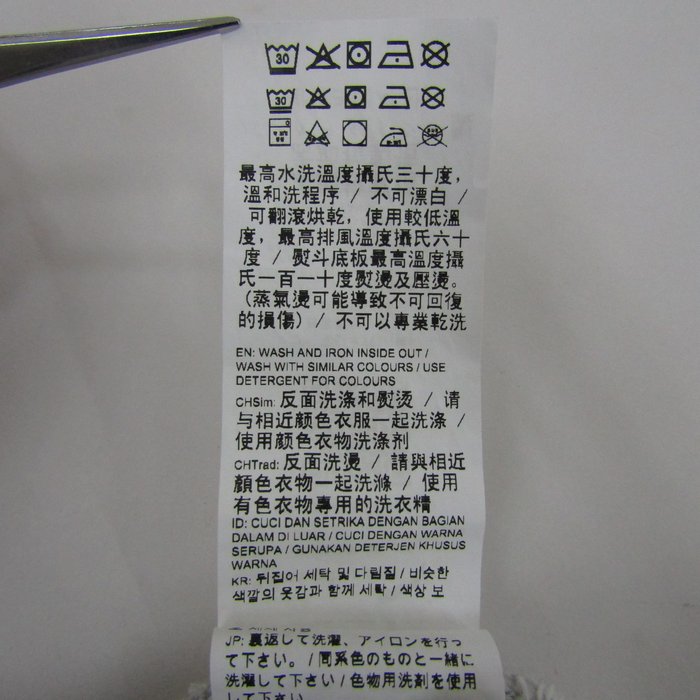 30
30
最高水洗溫度攝氏三十度，
溫和洗程序 / 不可漂白 /
可翻滾烘乾，使用較低溫
度，最高排風溫度攝氏六十
度 / 熨斗底板最高溫度攝
氏一百一十度熨燙及壓燙。
（蒸氣燙可能導致不可回復
的損傷）/ 不可以專業乾洗
EN: WASH AND IRON INSIDE OUT /
WASH WITH SIMILAR COLOURS / USE
DETERGENT FOR COLOURS
CHSim: 反面洗涤和熨烫 / 请
与相近颜色衣服一起洗涤 /
使用颜色衣物洗涤剂
CHTrad: 反面洗燙 / 請與相近
顏色衣物一起洗滌 / 使用
有色衣物專用的洗衣精
ID: CUCI DAN SETRIKA DENGAN BAGIAN
DALAM DI LUAR / CUCI DENGAN WARNA
SERUPA / GUNAKAN DETERJEN KHUSUS
WARNA
KR: 뒤집어 세탁 및 다림질 / 비슷한
색깔의 옷감과 함께 세탁 / 색상 보
JP: 裏返して洗濯、アイロンを行っ
て下さい。/ 同系色のものと一緒に
洗濯して下さい / 色物用洗剤を使用
して下さい